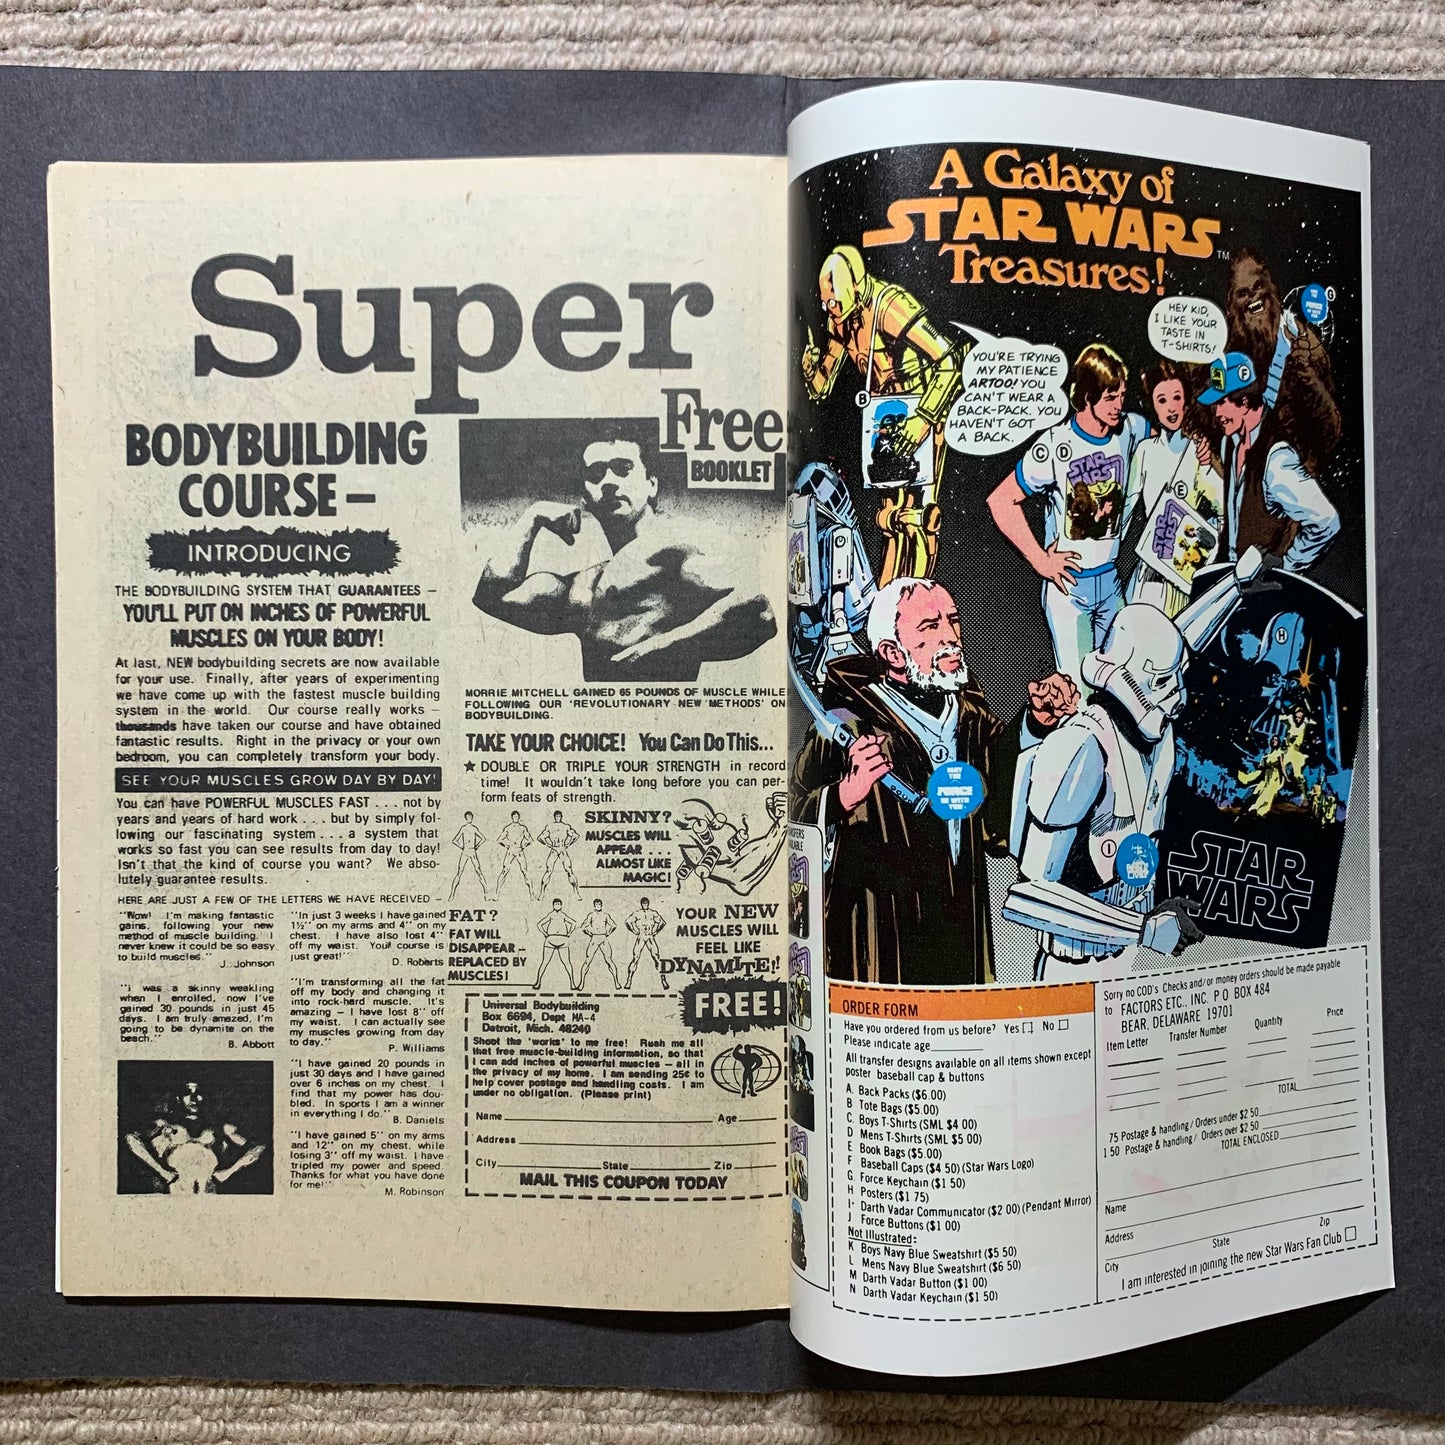 Super
BODYBUILDING
COURSE —
Free
BOOKLET
INTRODUCING
THE BODYBUILDING SYSTEM THAT GUARANTEES —
YOU'LL PUT ON INCHES OF POWERFUL
MUSCLES ON YOUR BODY!
At last, NEW bodybuilding secrets are now available
for your use. Finally, after years of experimenting
we have come up with the fastest muscle building
system in the world. Our course really works —
thousands have taken our course and have obtained
fantastic results. Right in the privacy or your own
bedroom, you can completely transform your body.
SEE YOUR MUSCLES GROW DAY BY DAY!
You can have POWERFUL MUSCLES FAST . . . not by
years and years of hard work . . . but by simply fol-
lowing our fascinating system . . . a system that
works so fast you can see results from day to day!
Isn't that the kind of course you want? We abso-
lutely guarantee results.
HERE ARE JUST A FEW OF THE LETTERS WE HAVE RECEIVED —
"Wow! I'm making fantastic
gains, following your new
method of muscle building. I
never knew it could be so easy
to build muscles."
J. Johnson
"I was a skinny weakling
when I enrolled, now I've
gained 30 pounds in just 45
days. I am truly amazed, I'm
going to be dynamite on the
beach."
B. Abbott
"In just 3 weeks I have gained
1½" on my arms and 4" on my
chest. I have also lost 4"
off my waist. Your course is
just great!"
D. Roberts
"I'm transforming all the fat
off my body and changing it
into rock-hard muscle. It's
amazing — I have lost 8" off
my waist. I can actually see
my muscles growing from day
to day."
P. Williams
"I have gained 20 pounds in
just 30 days and I have gained
over 6 inches on my chest. I
find that my power has dou-
bled. In sports I am a winner
in everything I do."
B. Daniels
"I have gained 5" on my arms
and 12" on my chest, while
losing 3" off my waist. I have
tripled my power and speed.
Thanks for what you have done
for me!"
M. Robinson
MORRIE MITCHELL GAINED 65 POUNDS OF MUSCLE WHILE
FOLLOWING OUR 'REVOLUTIONARY NEW METHODS' ON
BODYBUILDING.
TAKE YOUR CHOICE! You Can Do This...
★ DOUBLE OR TRIPLE YOUR STRENGTH in record
time! It wouldn't take long before you can per-
form feats of strength.
SKINNY?
MUSCLES WILL
APPEAR . . .
ALMOST LIKE
MAGIC!
FAT?
FAT WILL
DISAPPEAR —
REPLACED BY
MUSCLES!
YOUR NEW
MUSCLES WILL
FEEL LIKE
DYNAMITE!!
FREE!
Universal Bodybuilding
Box 6694, Dept MA-4
Detroit, Mich. 48240
Shoot the 'works' to me free! Rush me all
that free muscle-building information, so that
I can add inches of powerful muscles — all in
the privacy of my home. I am sending 25¢ to
help cover postage and handling costs. I am
under no obligation. (Please print)
Name Age
Address
City State Zip
MAIL THIS COUPON TODAY
A Galaxy of
STAR WARS™
Treasures!
YOU'RE TRYING
MY PATIENCE
ARTOO! YOU
CAN'T WEAR A
BACK-PACK. YOU
HAVEN'T GOT
A BACK.
HEY KID,
I LIKE YOUR
TASTE IN
T-SHIRTS!
B
C D
STAR
WARS
E
STAR
WARS
F
G
H
J
MAY
THE
FORCE
BE WITH
YOU
I
STAR
WARS
ORDER FORM
Have you ordered from us before? Yes □ No □
Please indicate age
All transfer designs available on all items shown except
poster baseball cap & buttons
A. Back Packs ($6 00)
B Tote Bags ($5.00)
C. Boys T-Shirts (SML $4 00)
D Mens T-Shirts (SML $5 00)
E Book Bags ($5.00)
F Baseball Caps ($4 50) (Star Wars Logo)
G. Force Keychain ($1 50)
H Posters ($1 75)
I· Darth Vadar Communicator ($2 00) (Pendant Mirror)
J Force Buttons ($1 00)
Not Illustrated:
K Boys Navy Blue Sweatshirt ($5 50)
L Mens Navy Blue Sweatshirt ($6 50)
M Darth Vadar Button ($1 00)
N Darth Vadar Keychain ($1 50)
Sorry no COD's Checks and/or money orders should be made payable
to FACTORS ETC., INC. P O BOX 484
BEAR, DELAWARE 19701
Item Letter Transfer Number Quantity Price
TOTAL
75 Postage & handling / Orders under $2 50
1 50 Postage & handling / Orders over $2 50
TOTAL ENCLOSED
Name
Address
City State Zip
I am interested in joining the new Star Wars Fan Club □